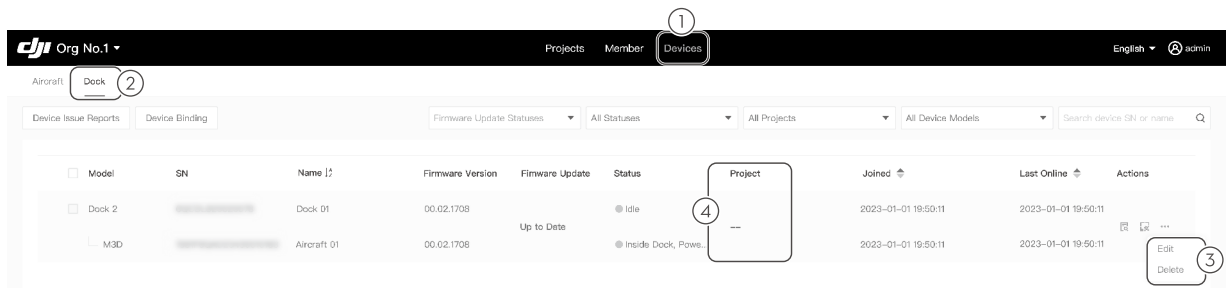 1
dji Org No.1 Projects Member Devices English admin
Aircraft Dock 2
Device Issue Reports Device Binding Firmware Update Statuses All Statuses All Projects All Device Models Search device SN or name
Model SN Name Firmware Version Fimware Update Status Project Joined Last Online Actions
Dock 2 Dock 01 00.02.1708 Idle 4 2023-01-01 19:50:11 2023-01-01 19:50:11
Up to Date --
M3D Aircraft 01 00.02.1708 Inside Dock, Powe.. 2023-01-01 19:50:11 2023-01-01 19:50:11
Edit
3
Delete